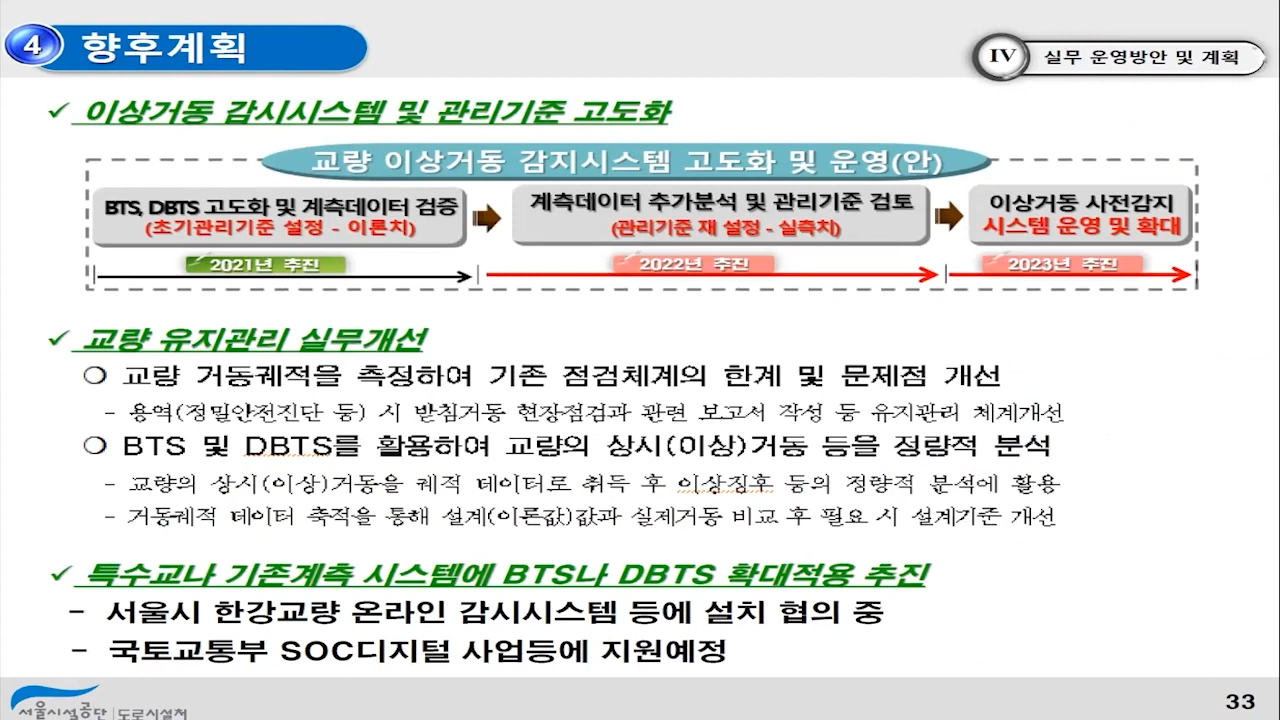 4 향후계획
IV 실무 운영방안 및 계획
✓ 이상거동 감시시스템 및 관리기준 고도화
교량 이상거동 감지시스템 고도화 및 운영(안)
BTS, DBTS 고도화 및 계측데이터 검증
(초기관리기준 설정 - 이론치)
계측데이터 추가분석 및 관리기준 검토
(관리기준 재 설정 - 실측치)
이상거동 사전감지
시스템 운영 및 확대
2021년 추진
2022년 추진
2023년 추진
✓ 교량 유지관리 실무개선
❍ 교량 거동궤적을 측정하여 기존 점검체계의 한계 및 문제점 개선
- 용역(정밀안전진단 등) 시 받침거동 현장점검과 관련 보고서 작성 등 유지관리 체계개선
❍ BTS 및 DBTS를 활용하여 교량의 상시(이상)거동 등을 정량적 분석
- 교량의 상시(이상)거동을 궤적 데이터로 취득 후 이상징후 등의 정량적 분석에 활용
- 거동궤적 데이터 축적을 통해 설계(이론값)값과 실제거동 비교 후 필요 시 설계기준 개선
✓ 특수교나 기존계측 시스템에 BTS나 DBTS 확대적용 추진
- 서울시 한강교량 온라인 감시시스템 등에 설치 협의 중
- 국토교통부 SOC디지털 사업등에 지원예정
서울시설공단 | 도로시설처
33